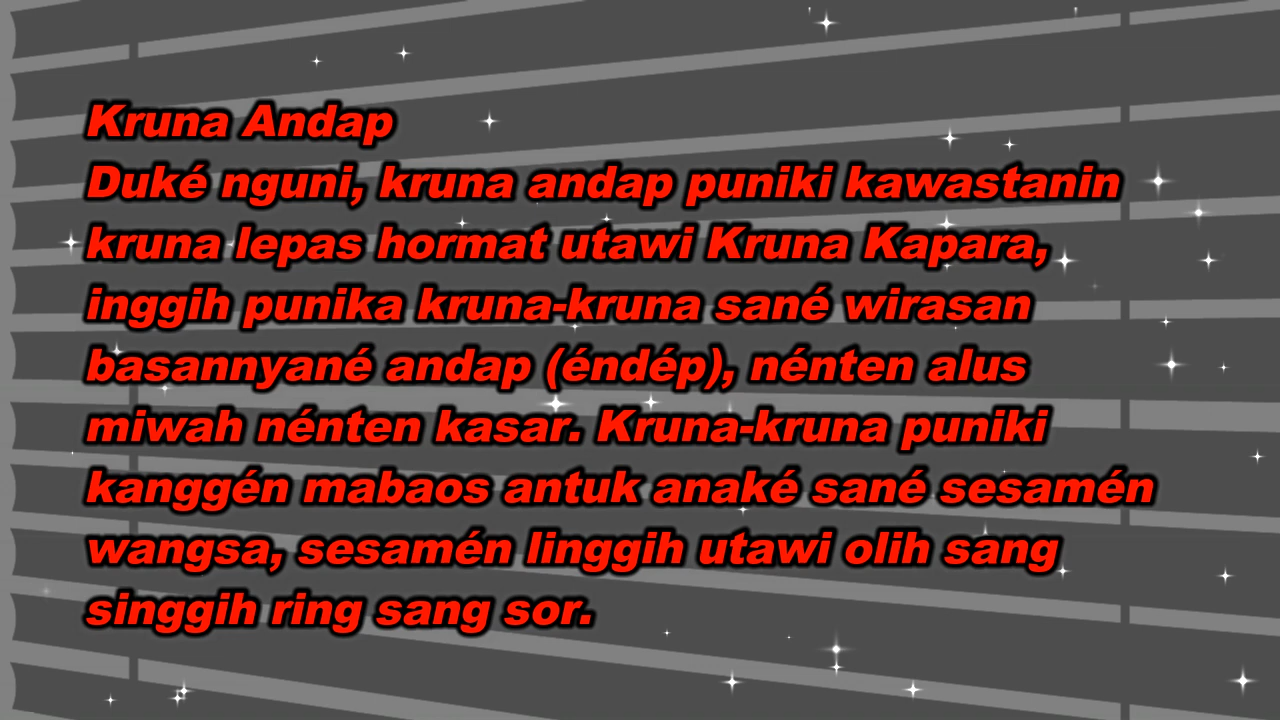 Kruna Andap
Duké nguni, kruna andap puniki kawastanin
kruna lepas hormat utawi Kruna Kapara,
inggih punika kruna-kruna sané wirasan
basannyané andap (éndép), nénten alus
miwah nénten kasar. Kruna-kruna puniki
kanggén mabaos antuk anaké sané sesamén
wangsa, sesamén linggih utawi olih sang
singgih ring sang sor.